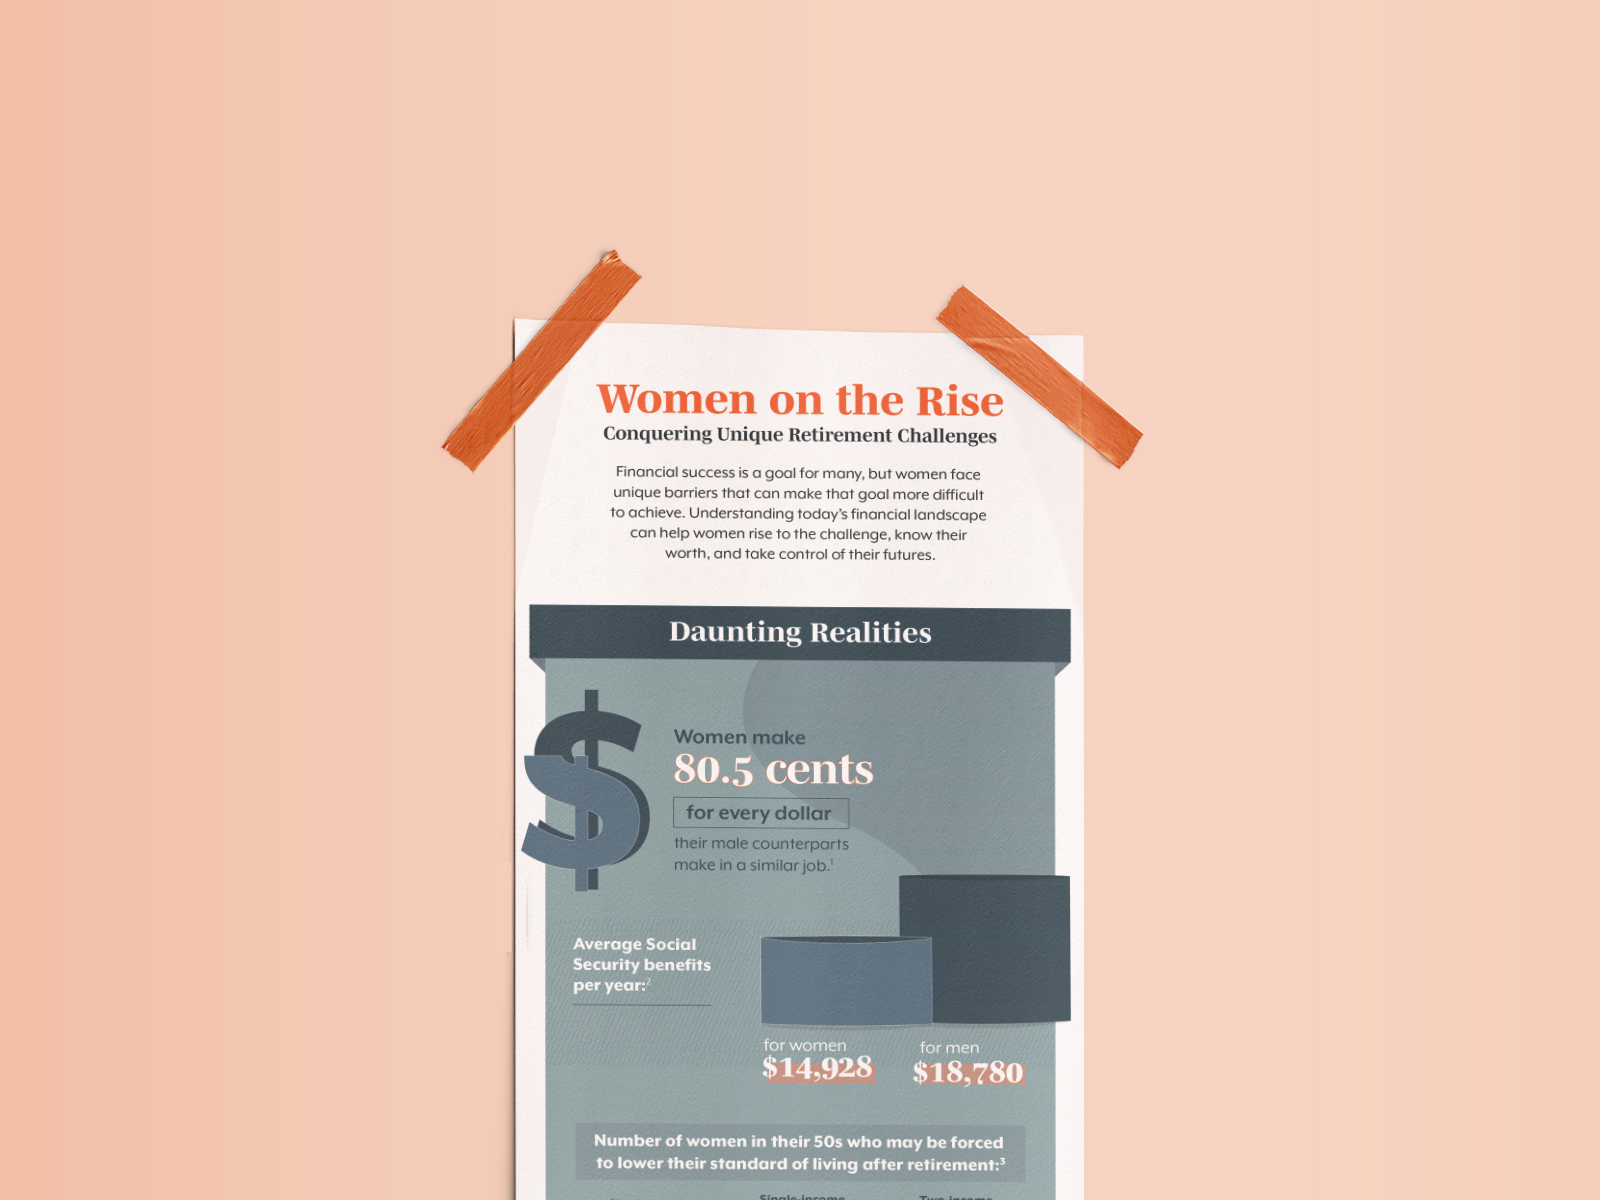 Women on the Rise
Conquering Unique Retirement Challenges
Financial success is a goal for many, but women face
unique barriers that can make that goal more difficult
to achieve. Understanding today's financial landscape
can help women rise to the challenge, know their
worth, and take control of their futures.
Daunting Realities
$
Women make
80.5 cents
for every dollar
their male counterparts
make in a similar job.¹
Average Social
Security benefits
per year:²
for women
$14,928
for men
$18,780
Number of women in their 50s who may be forced
to lower their standard of living after retirement:³
Single-income
Two-income